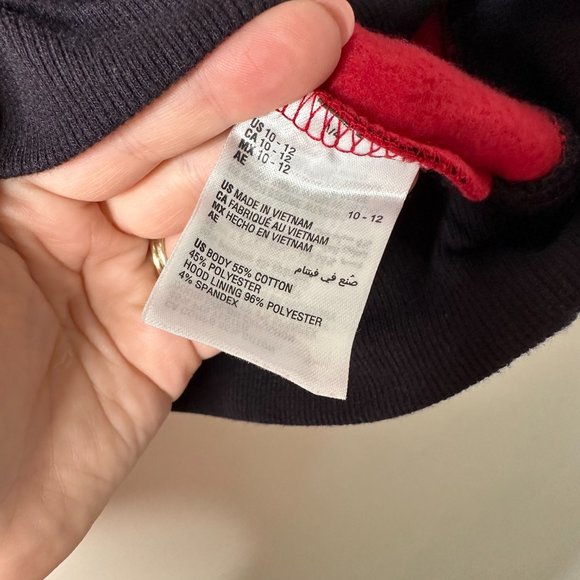 US 10 - 12
CA 10 - 12
MX 10 - 12
AE 10 - 12
US MADE IN VIETNAM
CA FABRIQUÉ AU VIETNAM
MX HECHO EN VIETNAM
AE صُنع في فيتنام
US BODY 55% COTTON
45% POLYESTER
HOOD LINING 96% POLYESTER
4% SPANDEX